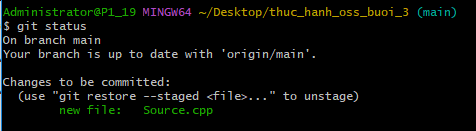 Administrator@P1_19 MINGW64 ~/Desktop/thuc_hanh_oss_buoi_3 (main)
$ git status
On branch main
Your branch is up to date with 'origin/main'.

Changes to be committed:
  (use "git restore --staged <file>..." to unstage)
        new file:   Source.cpp